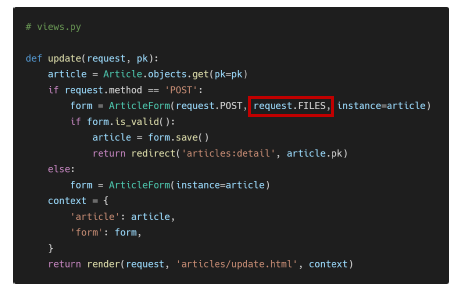 # views.py
def update(request, pk):
    article = Article.objects.get(pk=pk)
    if request.method == 'POST':
        form = ArticleForm(request.POST, request.FILES, instance=article)
        if form.is_valid():
            article = form.save()
            return redirect('articles:detail', article.pk)
    else:
        form = ArticleForm(instance=article)
    context = {
        'article': article,
        'form': form,
    }
    return render(request, 'articles/update.html', context)